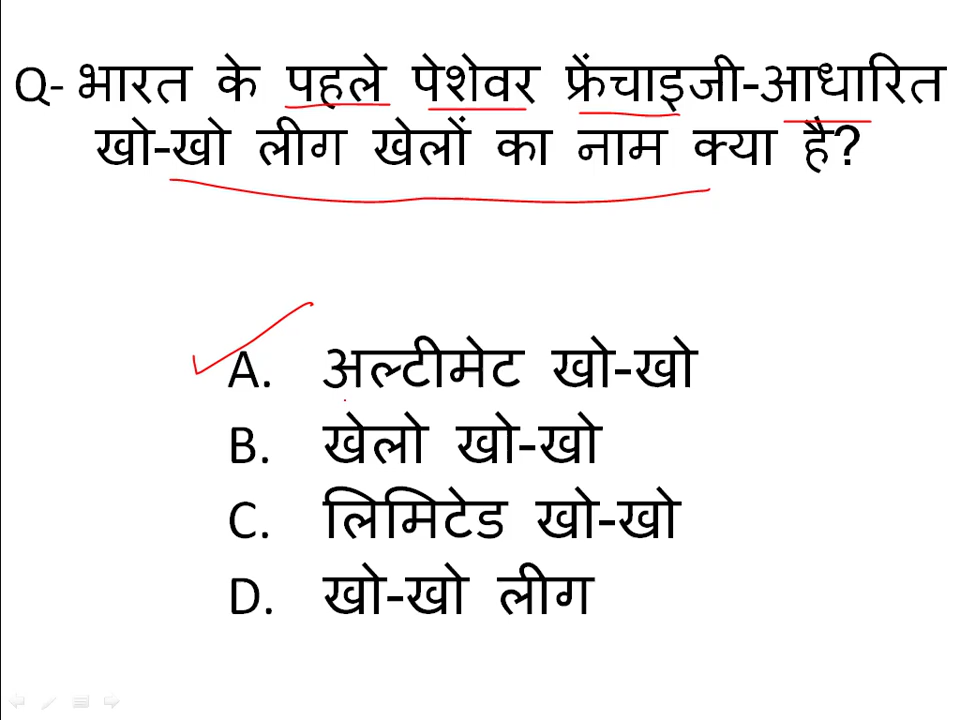 Q- भारत के पहले पेशेवर फ्रेंचाइजी-आधारित
खो-खो लीग खेलों का नाम क्या है?
A. अल्टीमेट खो-खो
B. खेलो खो-खो
C. लिमिटेड खो-खो
D. खो-खो लीग